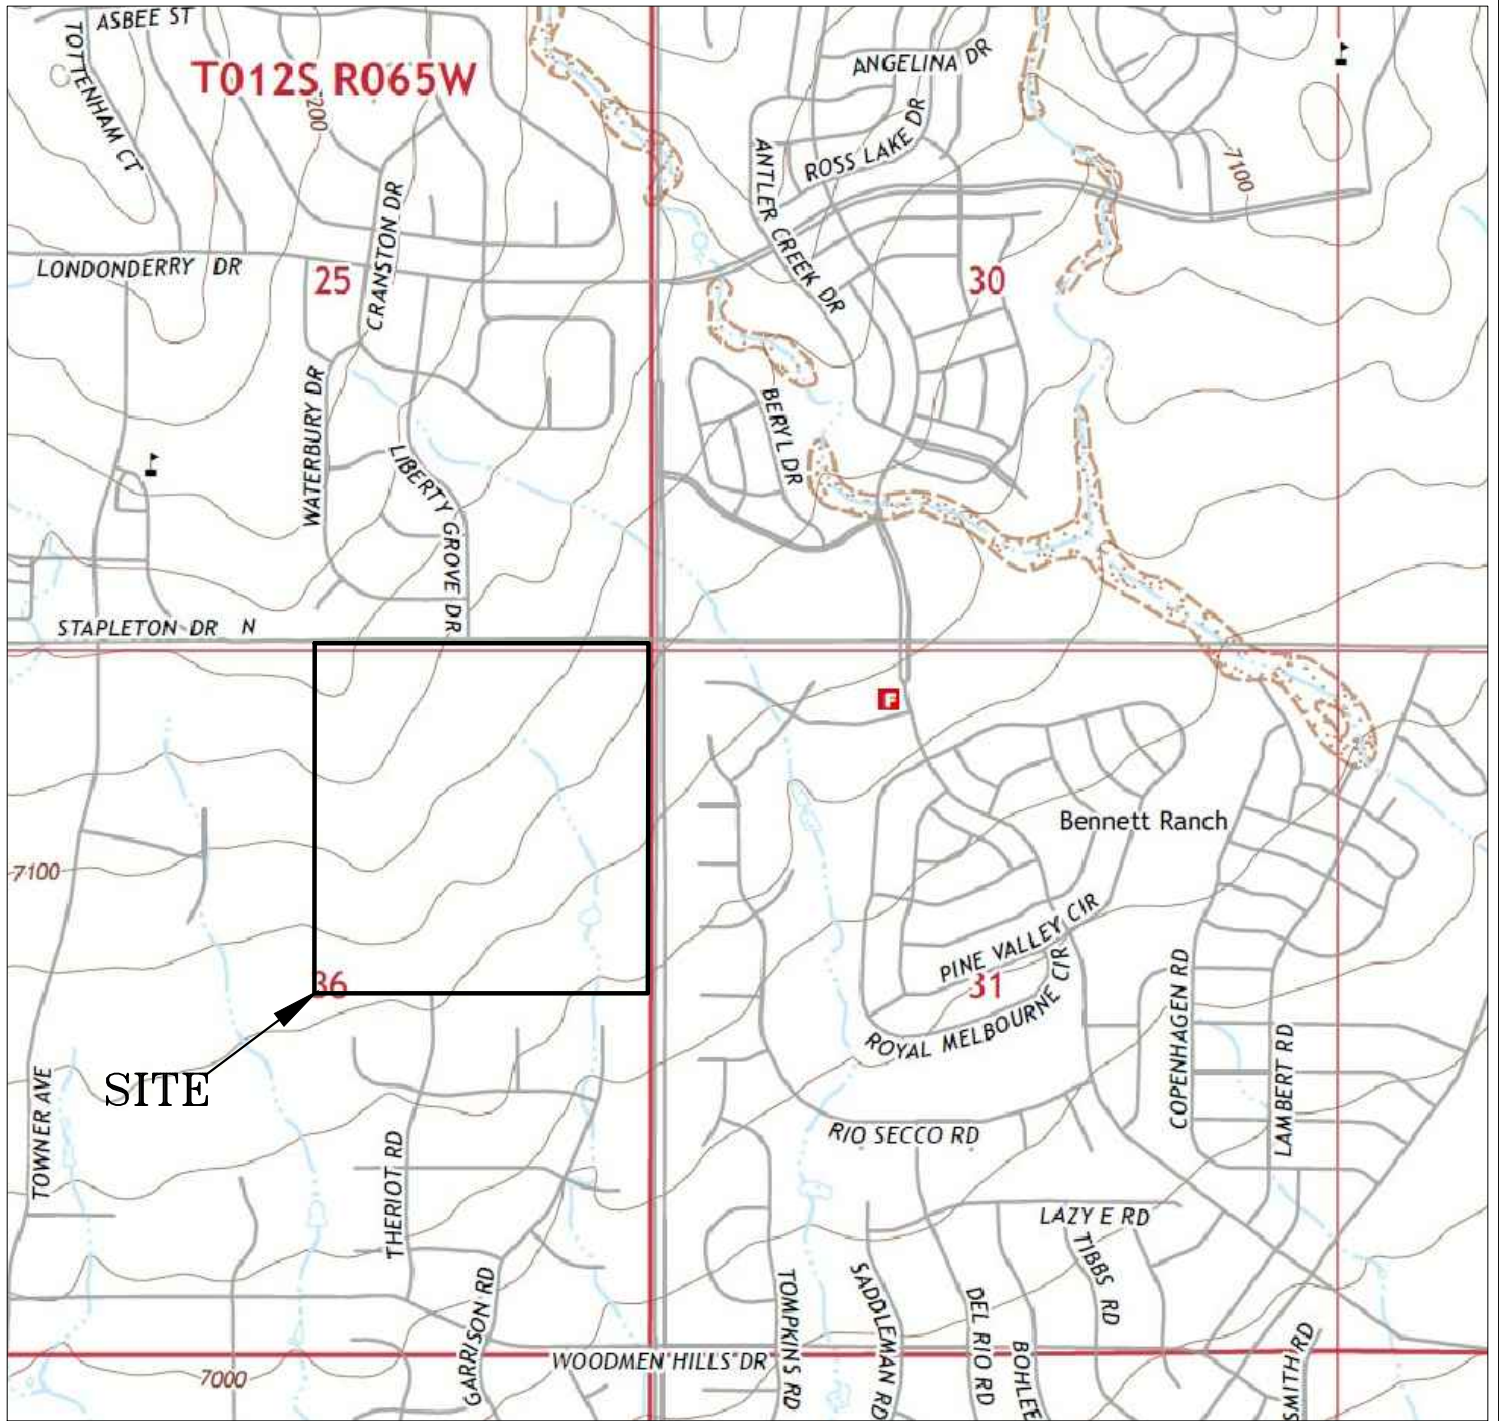 ASBEE ST
TOTTENHAM CT
T012S R065W
7200
ANGELINA DR
ROSS LAKE DR
ANTLER CREEK DR
7100
LONDONDERRY DR
25
CRANSTON DR
30
WATERBURY DR
LIBERTY GROVE DR
BERYL DR
STAPLETON DR N
F
Bennett Ranch
7100
PINE VALLEY CIR
36
31
ROYAL MELBOURNE CIR
COPENHAGEN RD
LAMBERT RD
SITE
TOWNER AVE
THERIOT RD
RIO SECCO RD
LAZY E RD
TIBBS RD
GARRISON RD
TOMPKINS RD
SADDLEMAN RD
DEL RIO RD
BOHLEE
SMITH RD
WOODMEN HILLS DR
7000